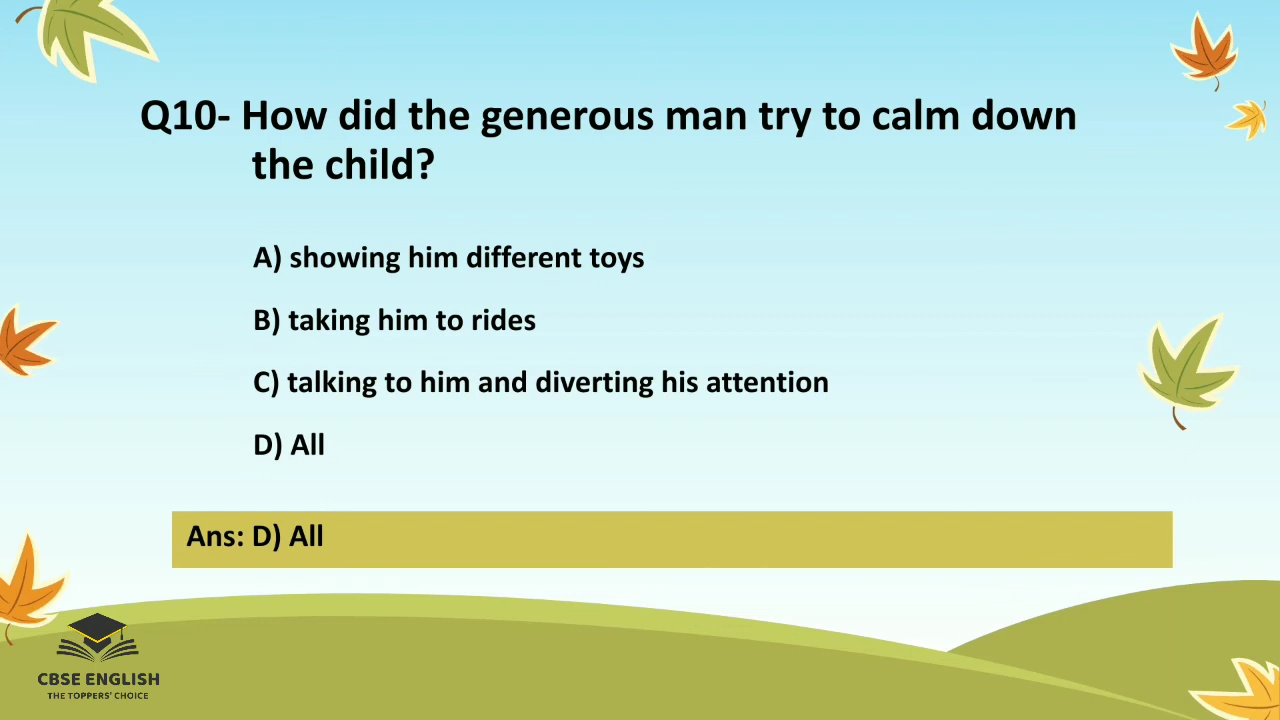 Q10- How did the generous man try to calm down
the child?
A) showing him different toys
B) taking him to rides
C) talking to him and diverting his attention
D) All
Ans: D) All
CBSE ENGLISH
THE TOPPERS' CHOICE